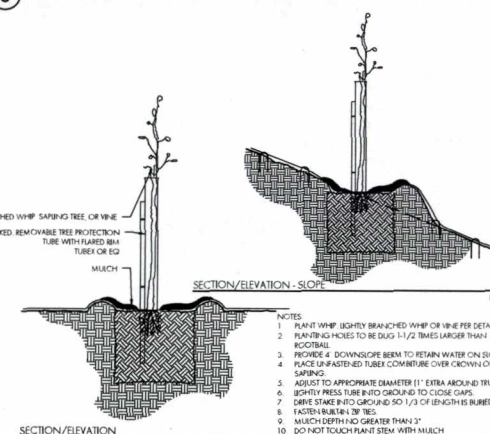 HED WHIP, SAPLING TREE, OR VINE
KED, REMOVABLE TREE PROTECTION
TUBE WITH FLARED RIM
TUBEX OR EQ
MULCH
SECTION/ELEVATION - SLOPE
SECTION/ELEVATION
NOTES
1 PLANT WHIP, LIGHTLY BRANCHED WHIP OR VINE PER DETA
2. PLANTING HOLES TO BE DUG 1-1/2 TIMES LARGER THAN
ROOTBALL.
3. PROVIDE 4' DOWNSLOPE BERM TO RETAIN WATER ON SL
4. PLACE UNFASTENED TUBEX COMBITUBE OVER CROWN O
SAPLING.
5. ADJUST TO APPROPRIATE DIAMETER (1" EXTRA AROUND TRU
6. LIGHTLY PRESS TUBE INTO GROUND TO CLOSE GAPS.
7. DRIVE STAKE INTO GROUND SO 1/3 OF LENGTH IS BURIE
8. FASTEN BUILT-IN ZIP TIES.
9. MULCH DEPTH NO GREATER THAN 3"
10 DO NOT TOUCH PLANT STEM WITH MULCH